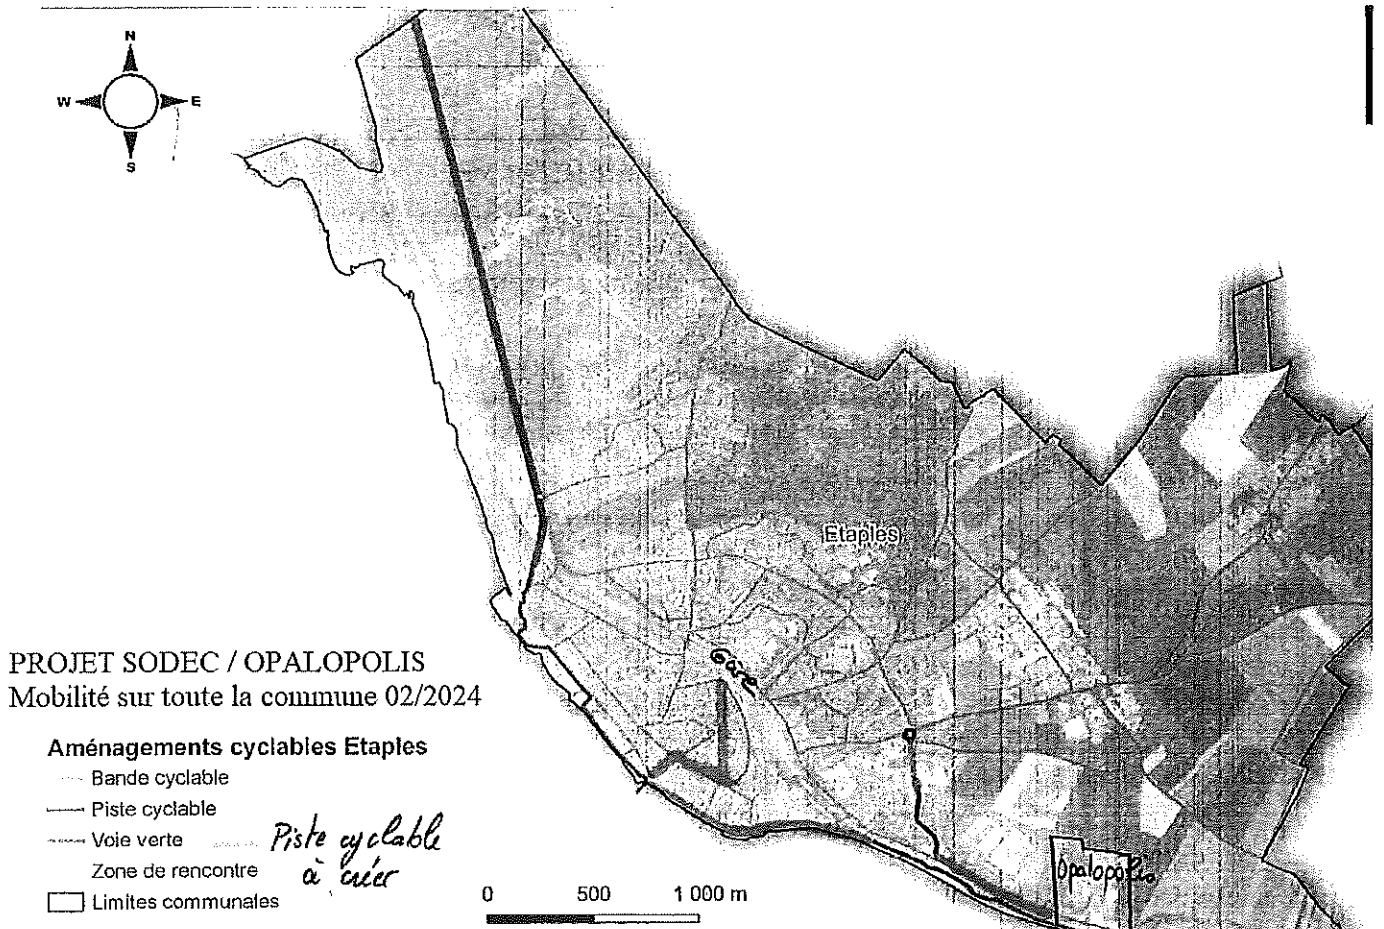 N
W E
S
Etaples
Gare
PROJET SODEC / OPALOPOLIS
Mobilité sur toute la commune 02/2024
Aménagements cyclables Etaples
Bande cyclable
Piste cyclable
Voie verte
Piste cyclable
à créer
Zone de rencontre
Limites communales
0 500 1 000 m
Opalopolis